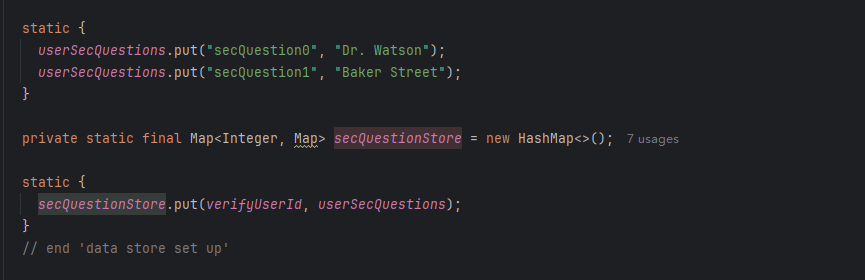 static {
userSecQuestions.put("secQuestion0", "Dr. Watson");
userSecQuestions.put("secQuestion1", "Baker Street");
}
private static final Map<Integer, Map> secQuestionStore = new HashMap<>(); 7 usages
static {
secQuestionStore.put(verifyUserId, userSecQuestions);
}
// end 'data store set up'